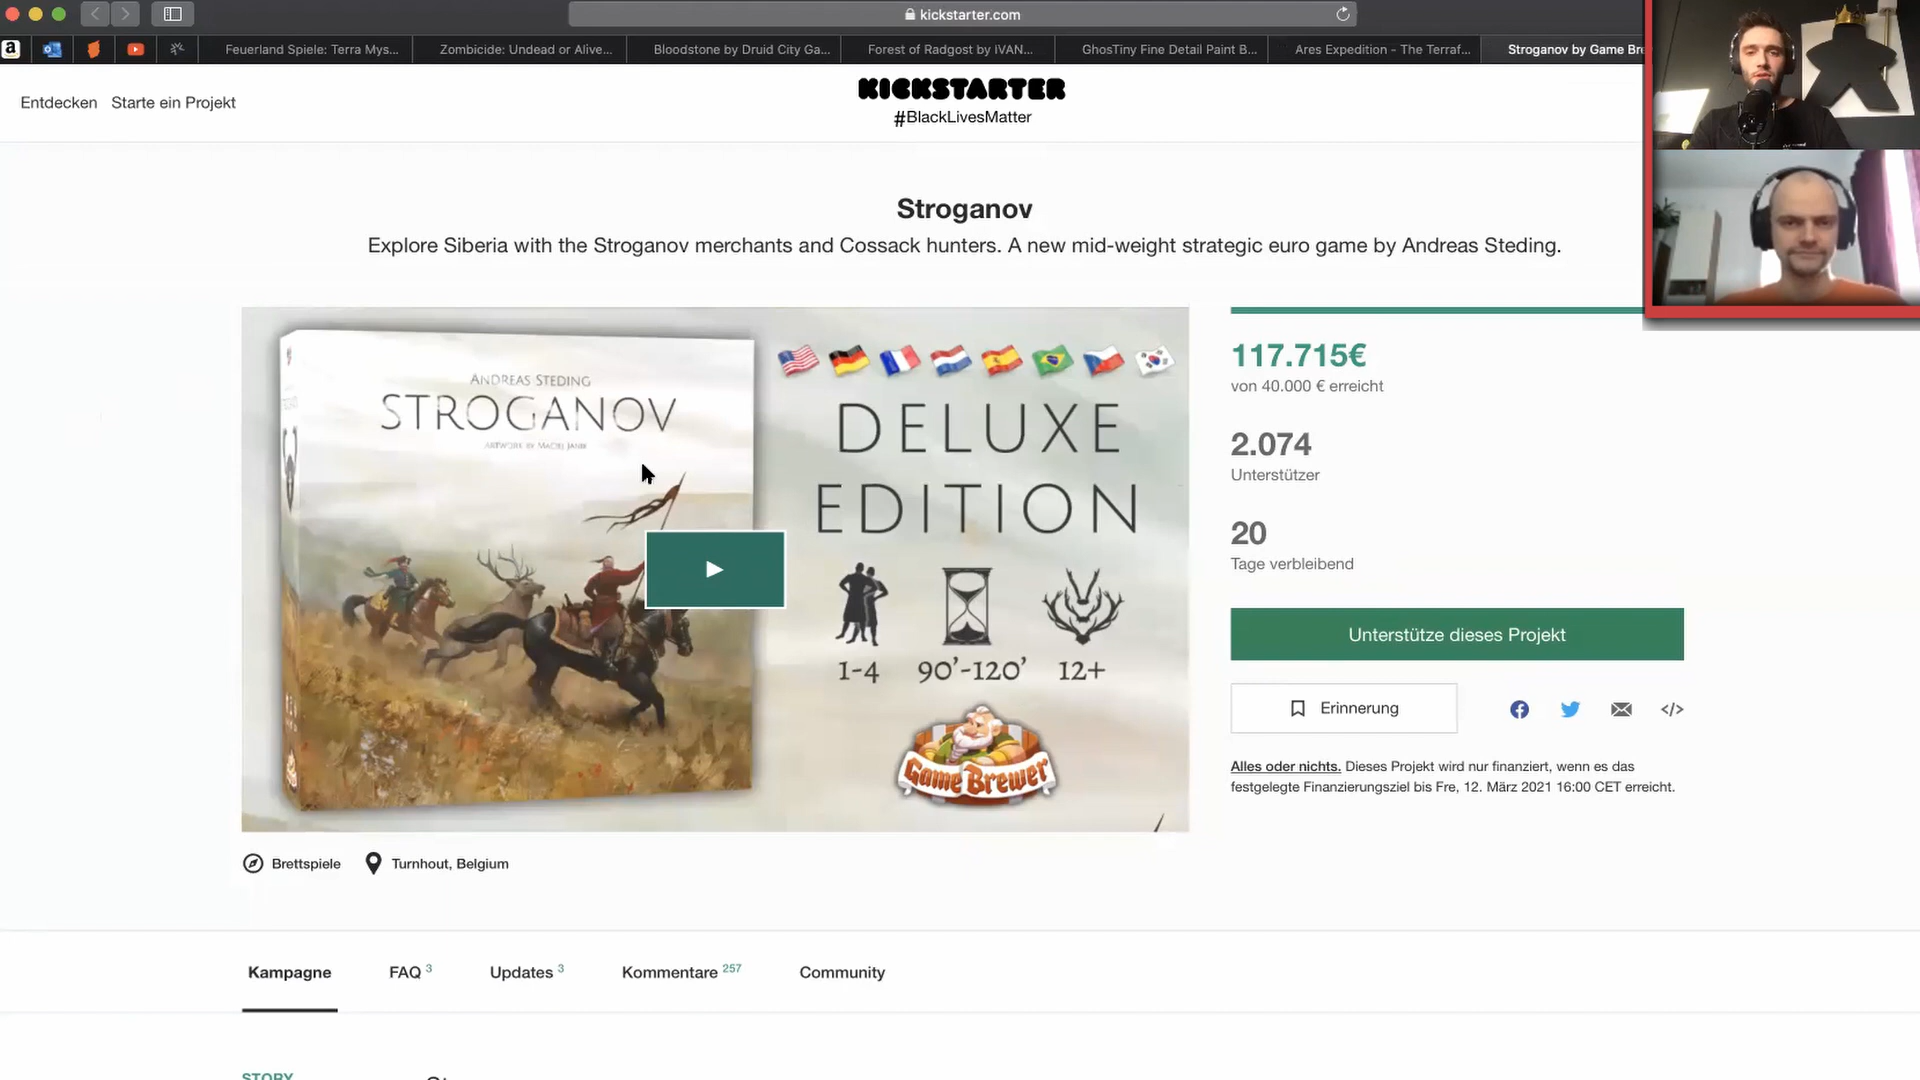 kickstarter.com
a
Feuerland Spiele: Terra Mys...
Zombicide: Undead or Alive...
Bloodstone by Druid City Ga...
Forest of Radgost by iVAN...
GhosTiny Fine Detail Paint B...
Ares Expedition - The Terraf...
Stroganov by Game Bre
Entdecken
Starte ein Projekt
KICKSTARTER
#BlackLivesMatter
Stroganov
Explore Siberia with the Stroganov merchants and Cossack hunters. A new mid-weight strategic euro game by Andreas Steding.
ANDREAS STEDING
STROGANOV
ARTWORK BY MACIEJ JANIK
DELUXE
EDITION
1-4
90'-120'
12+
Game Brewer
117.715€
von 40.000 € erreicht
2.074
Unterstützer
20
Tage verbleibend
Unterstütze dieses Projekt
Erinnerung
Alles oder nichts. Dieses Projekt wird nur finanziert, wenn es das
festgelegte Finanzierungsziel bis Fre, 12. März 2021 16:00 CET erreicht.
Brettspiele
Turnhout, Belgium
Kampagne
FAQ 3
Updates 3
Kommentare 257
Community
STORY